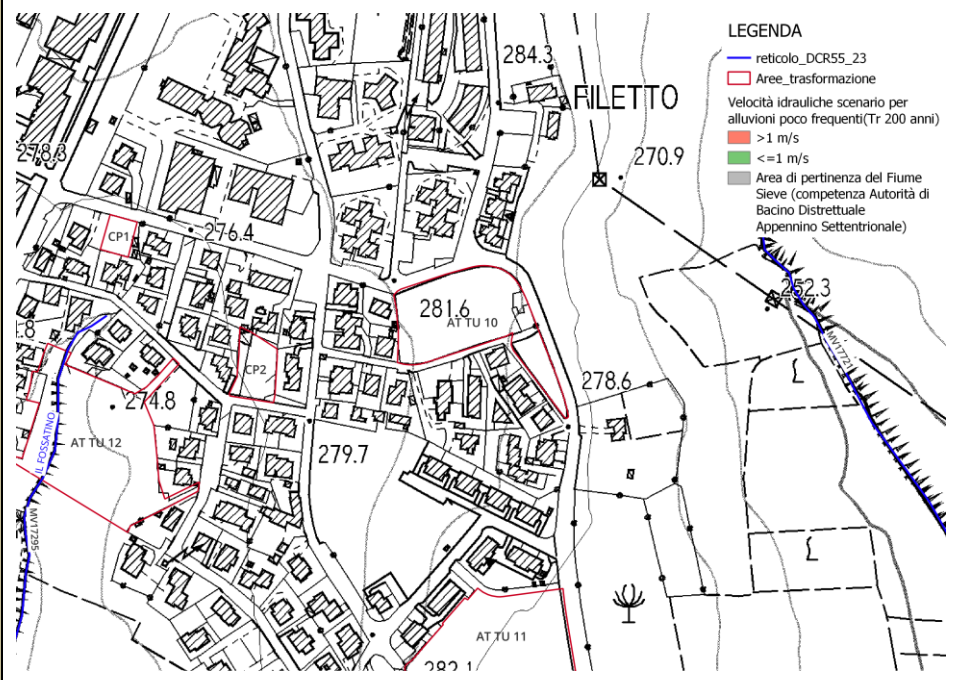 LEGENDA
reticolo_DCR55_23
Aree_trasformazione
Velocità idrauliche scenario per
alluvioni poco frequenti(Tr 200 anni)
>1 m/s
<=1 m/s
Area di pertinenza del Fiume
Sieve (competenza Autorità di
Bacino Distrettuale
Appennino Settentrionale)
284.3
FILETTO
278.3
270.9
CP1
276.4
252.3
281.6
AT TU 10
MV17721
CP2
278.6
274.8
AT TU 12
IL FOSSATINO
279.7
MV17295
AT TU 11
282.1